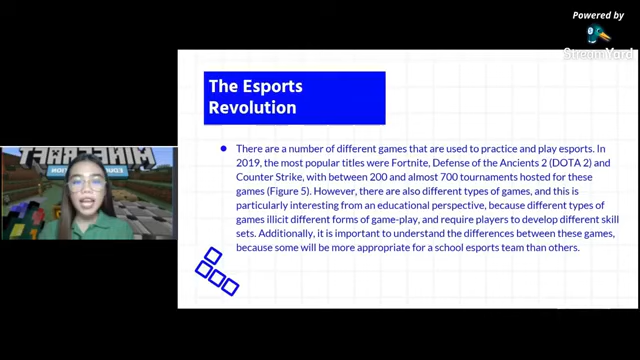 Powered by
StreamYard
The Esports
Revolution
There are a number of different games that are used to practice and play esports. In
2019, the most popular titles were Fortnite, Defense of the Ancients 2 (DOTA 2) and
Counter Strike, with between 200 and almost 700 tournaments hosted for these
games (Figure 5). However, there are also different types of games, and this is
particularly interesting from an educational perspective, because different types of
games illicit different forms of game-play, and require players to develop different skill
sets. Additionally, it is important to understand the differences between these games,
because some will be more appropriate for a school esports team than others.
MINECRAFT